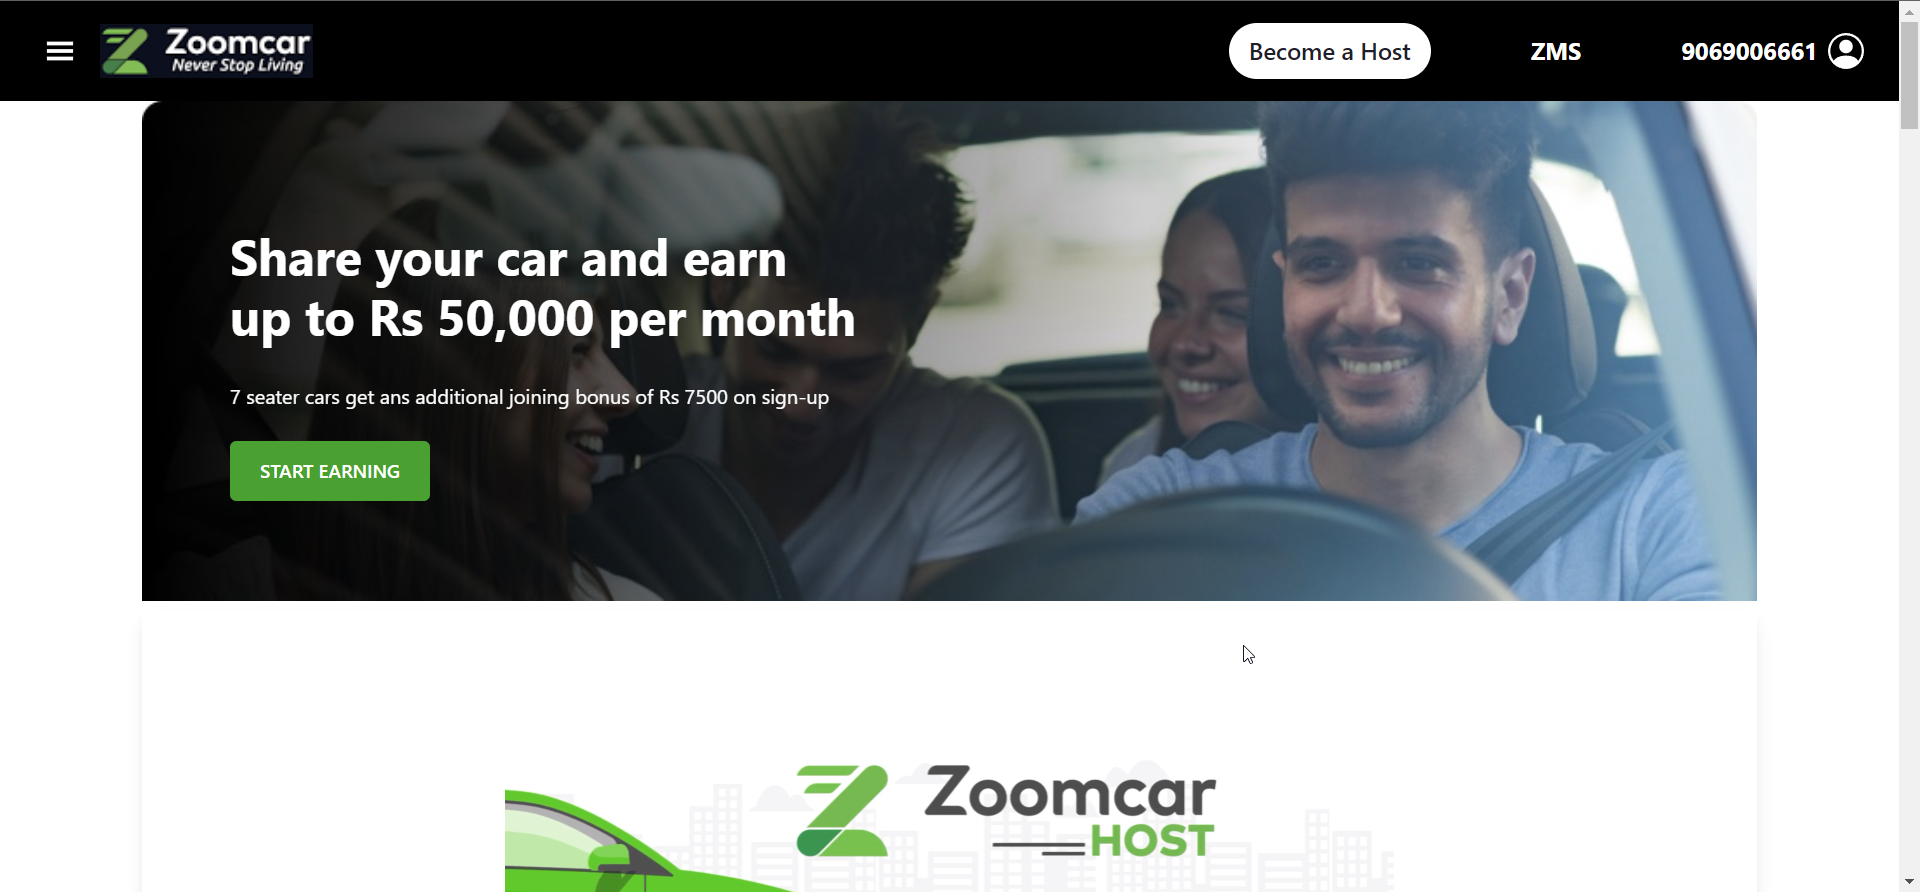 Zoomcar
Never Stop Living
Become a Host
ZMS
9069006661
Share your car and earn
up to Rs 50,000 per month
7 seater cars get ans additional joining bonus of Rs 7500 on sign-up
START EARNING
Zoomcar
HOST